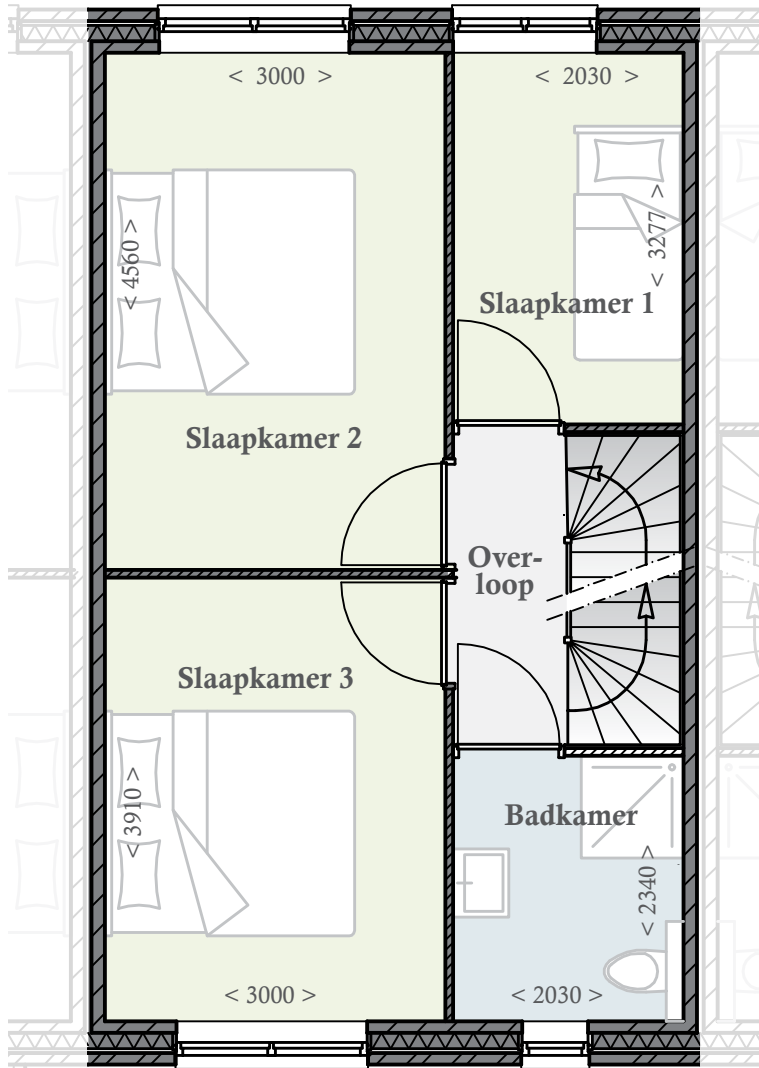 < 3000 >
< 2030 >
< 4560 >
< 3277 >
Slaapkamer 1
Slaapkamer 2
Over-
loop
Slaapkamer 3
< 3910 >
Badkamer
< 2340 >
< 3000 >
< 2030 >